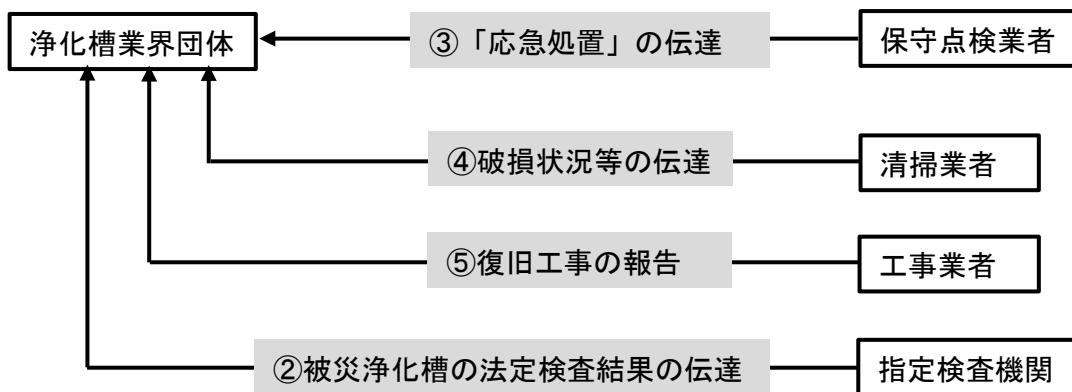 浄化槽業界団体
③「応急処置」の伝達
保守点検業者
④破損状況等の伝達
清掃業者
⑤復旧工事の報告
工事業者
②被災浄化槽の法定検査結果の伝達
指定検査機関